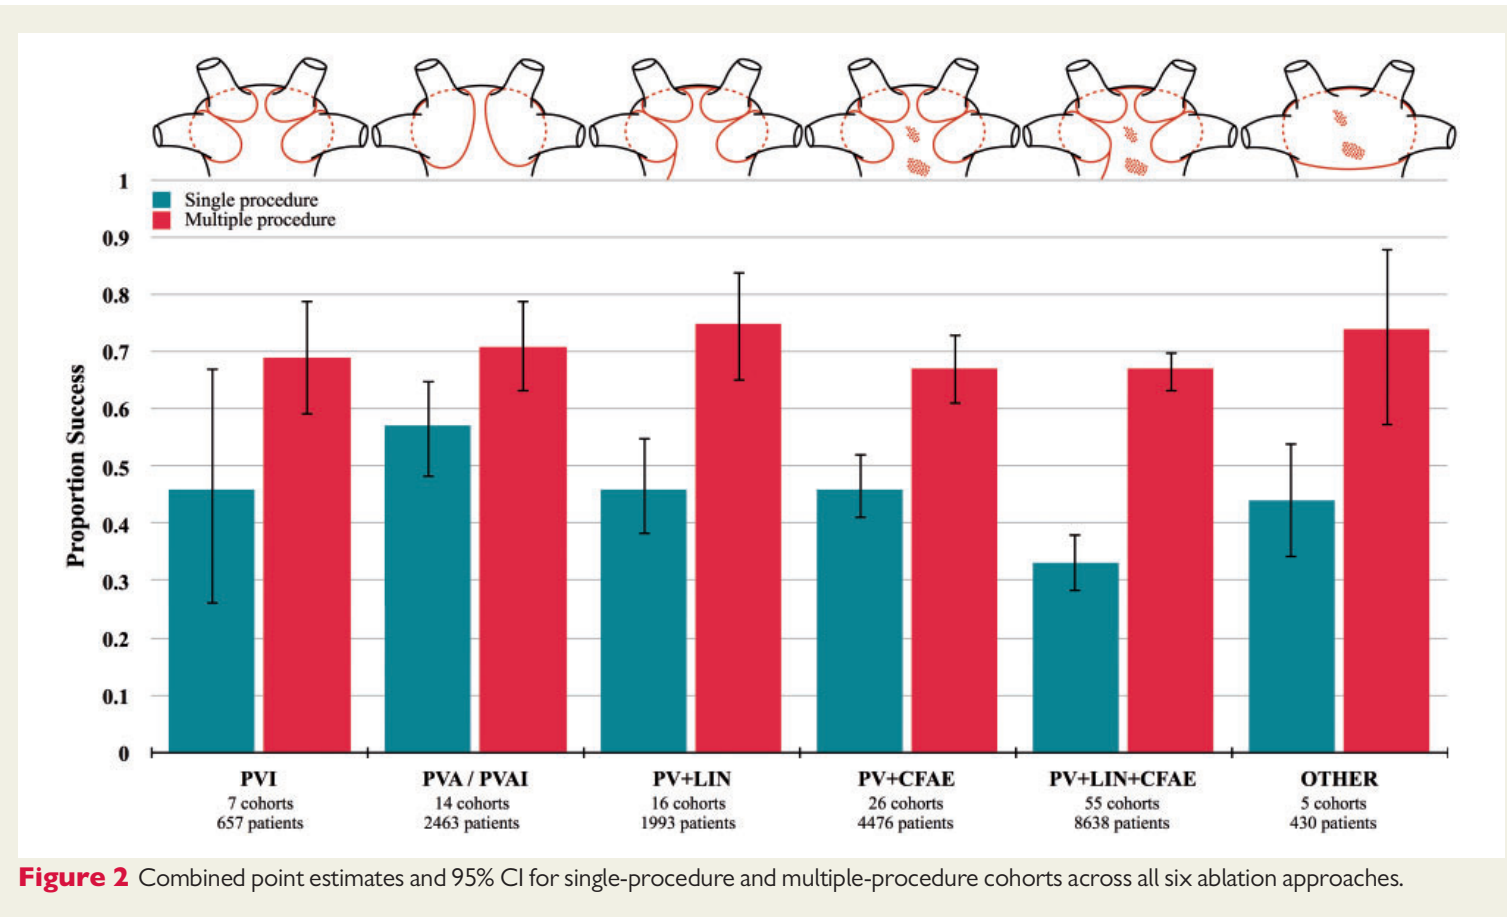 1
Single procedure
Multiple procedure
0.9
0.8
0.7
0.6
0.5
0.4
0.3
0.2
0.1
0
Proportion Success
PVI
7 cohorts
657 patients
PVA / PVAI
14 cohorts
2463 patients
PV+LIN
16 cohorts
1993 patients
PV+CFAE
26 cohorts
4476 patients
PV+LIN+CFAE
55 cohorts
8638 patients
OTHER
5 cohorts
430 patients
Figure 2 Combined point estimates and 95% CI for single-procedure and multiple-procedure cohorts across all six ablation approaches.